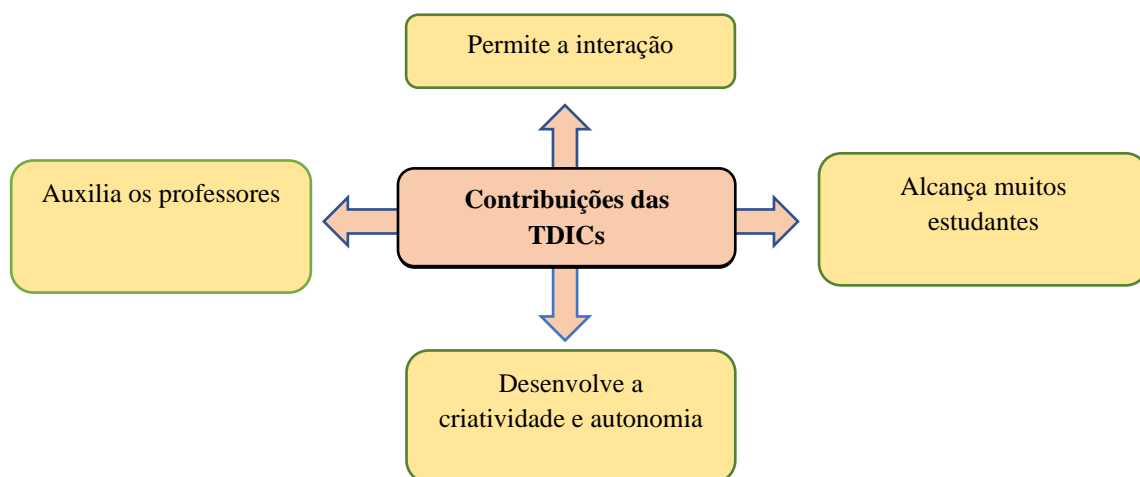 Permite a interação
Auxilia os professores
Contribuições das
TDICs
Alcança muitos
estudantes
Desenvolve a
criatividade e autonomia